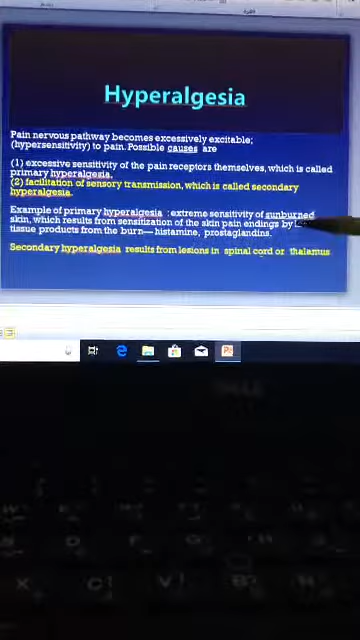 Hyperalgesia
Pain nervous pathway becomes excessively excitable;
(hypersensitivity) to pain. Possible causes are
(1) excessive sensitivity of the pain receptors themselves, which is called
primary hyperalgesia.
(2) facilitation of sensory transmission, which is called secondary
hyperalgesia.
Example of primary hyperalgesia : extreme sensitivity of sunburned
skin, which results from sensitization of the skin pain endings by
tissue products from the burn— histamine, prostaglandins.
Secondary hyperalgesia results from lesions in spinal cord or thalamus